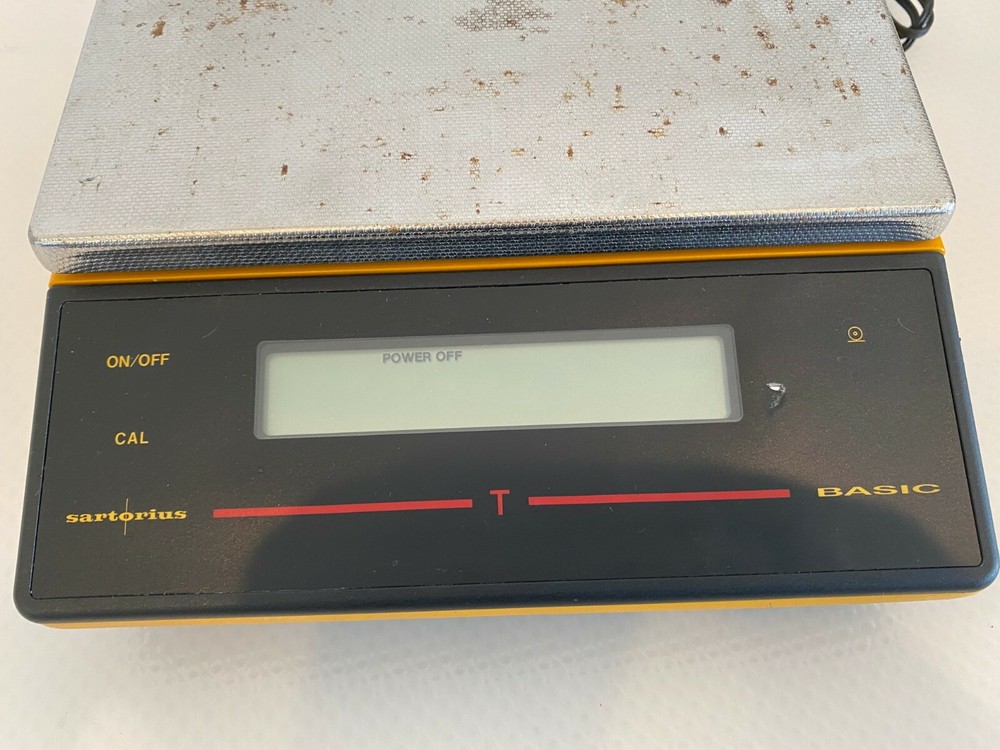 POWER OFF
ON/OFF
CAL
sartorius
T
BASIC